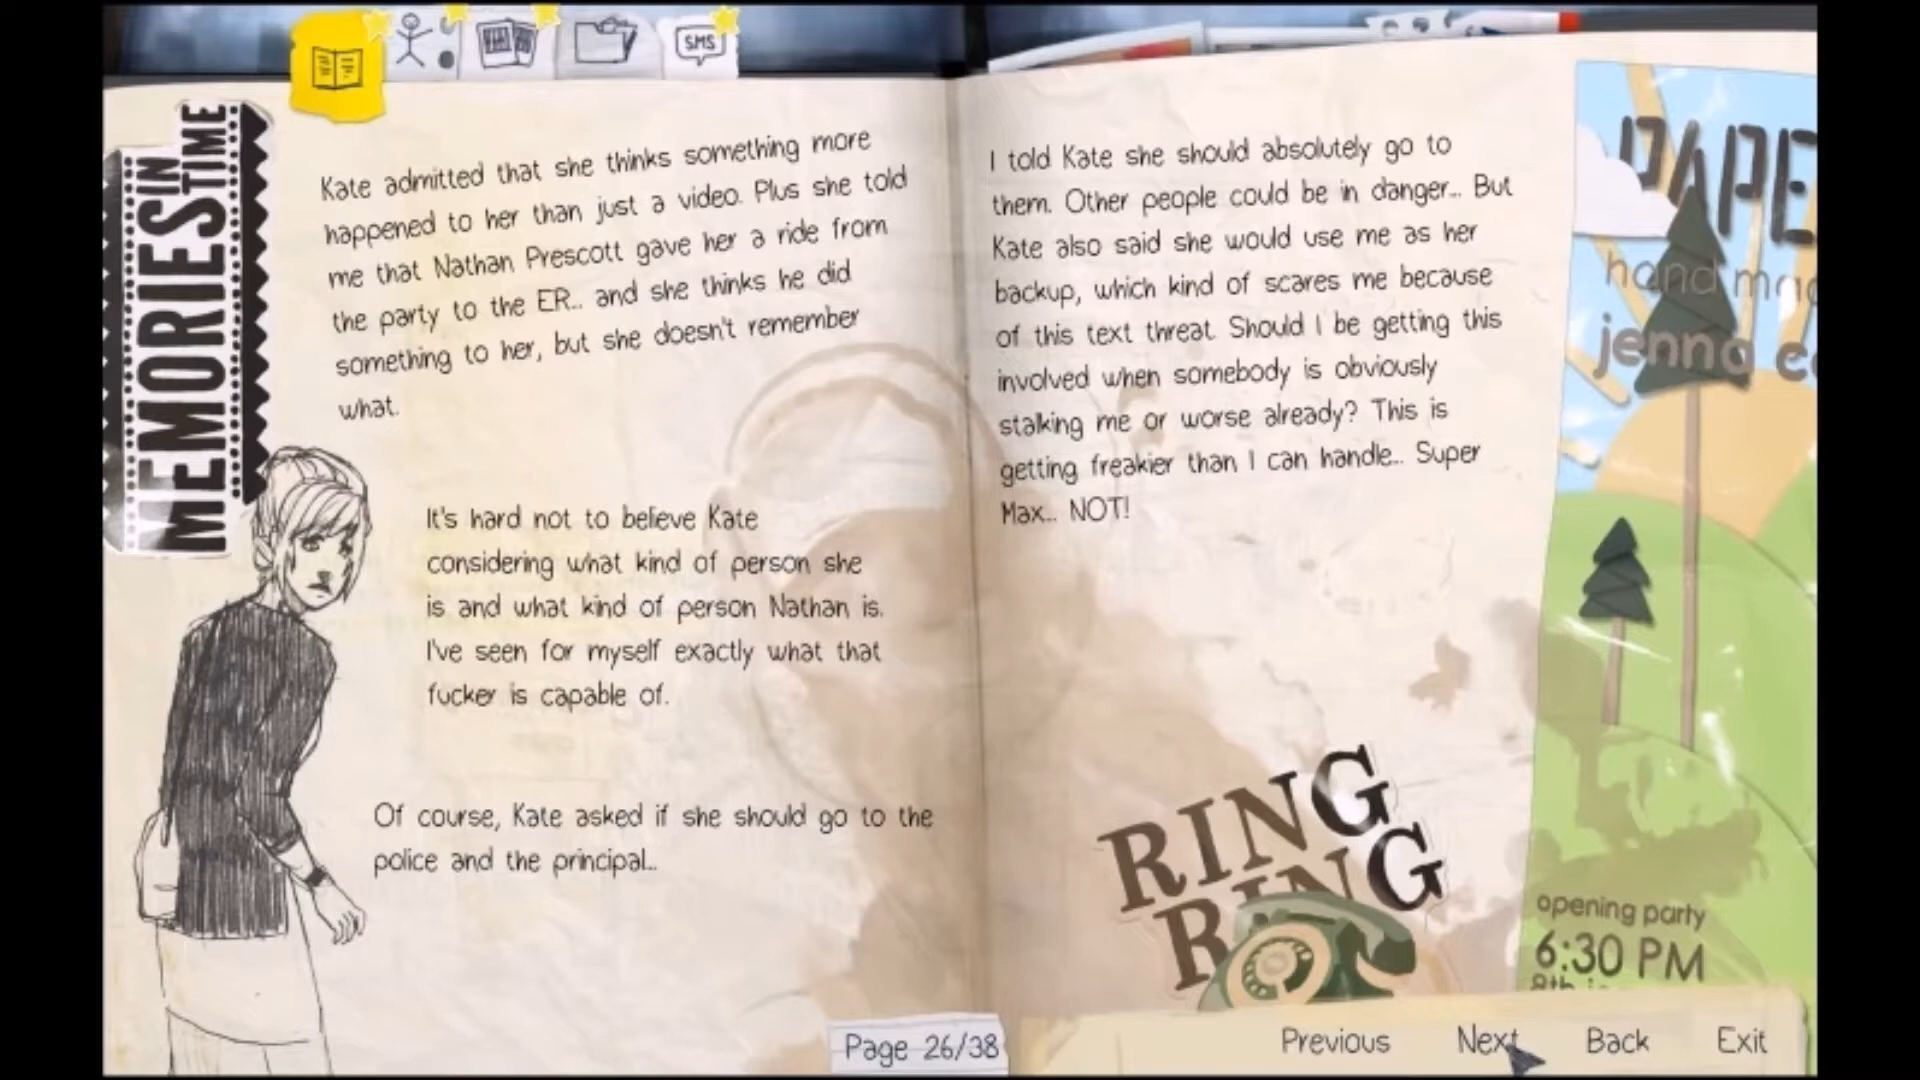 SMS
MEMORIES IN TIME
Kate admitted that she thinks something more
happened to her than just a video. Plus she told
me that Nathan Prescott gave her a ride from
the party to the ER... and she thinks he did
something to her, but she doesn't remember
what.
It's hard not to believe Kate
considering what kind of person she
is and what kind of person Nathan is.
I've seen for myself exactly what that
fucker is capable of.
Of course, Kate asked if she should go to the
police and the principal...
I told Kate she should absolutely go to
them. Other people could be in danger... But
Kate also said she would use me as her
backup, which kind of scares me because
of this text threat. Should I be getting this
involved when somebody is obviously
stalking me or worse already? This is
getting freakier than I can handle... Super
Max... NOT!
RING
RING
PAPE
hand mad
jenna
opening party
6:30 PM
8th
Page 26/38
Previous Next Back Exit